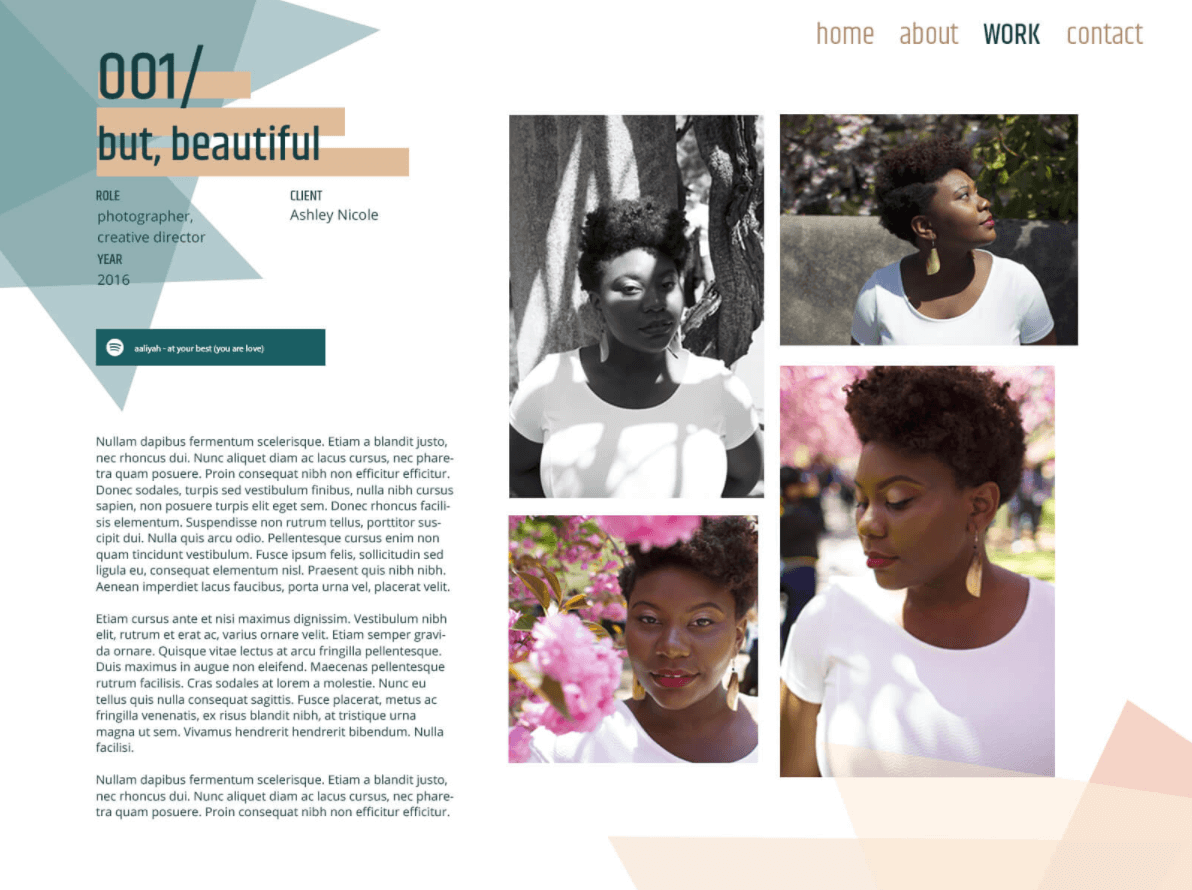 home about WORK contact
001/
but, beautiful
ROLE
photographer,
creative director
YEAR
2016
CLIENT
Ashley Nicole
aaliyah - at your best (you are love)
Nullam dapibus fermentum scelerisque. Etiam a blandit justo,
nec rhoncus dui. Nunc aliquet diam ac lacus cursus, nec phare-
tra quam posuere. Proin consequat nibh non efficitur efficitur.
Donec sodales, turpis sed vestibulum finibus, nulla nibh cursus
sapien, non posuere turpis elit eget sem. Donec rhoncus facili-
sis elementum. Suspendisse non rutrum tellus, porttitor sus-
cipit dui. Nulla quis arcu odio. Pellentesque cursus enim non
quam tincidunt vestibulum. Fusce ipsum felis, sollicitudin sed
ligula eu, consequat elementum nisl. Praesent quis nibh nibh.
Aenean imperdiet lacus faucibus, porta urna vel, placerat velit.
Etiam cursus ante et nisi maximus dignissim. Vestibulum nibh
elit, rutrum et erat ac, varius ornare velit. Etiam semper gravi-
da ornare. Quisque vitae lectus at arcu fringilla pellentesque.
Duis maximus in augue non eleifend. Maecenas pellentesque
rutrum facilisis. Cras sodales at lorem a molestie. Nunc eu
tellus quis nulla consequat sagittis. Fusce placerat, metus ac
fringilla venenatis, ex risus blandit nibh, at tristique urna
magna ut sem. Vivamus hendrerit hendrerit bibendum. Nulla
facilisi.
Nullam dapibus fermentum scelerisque. Etiam a blandit justo,
nec rhoncus dui. Nunc aliquet diam ac lacus cursus, nec phare-
tra quam posuere. Proin consequat nibh non efficitur efficitur.